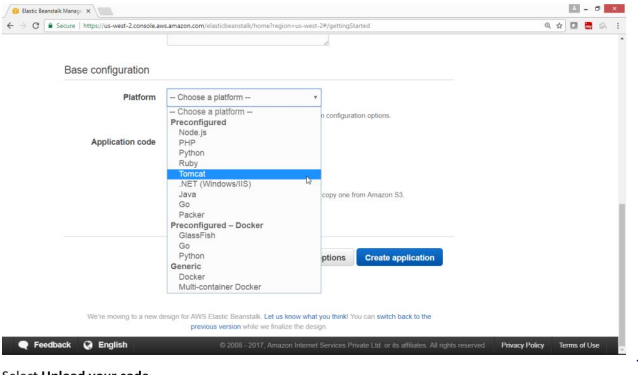 Elastic Beanstalk Manage
Secure | https://us-west-2.console.aws.amazon.com/elasticbeanstalk/home?region=us-west-2#/gettingStarted
Base configuration
Platform
-- Choose a platform --
-- Choose a platform --
Preconfigured
n configuration options.
Node.js
PHP
Application code
Python
Ruby
Tomcat
.NET (Windows/IIS)
Java
copy one from Amazon S3.
Go
Packer
Preconfigured – Docker
GlassFish
Go
Python
ptions
Create application
Generic
Docker
Multi-container Docker
We're moving to a new design for AWS Elastic Beanstalk. Let us know what you think! You can switch back to the
previous version while we finalize the design.
Feedback
English
© 2008 - 2017, Amazon Internet Services Private Ltd. or its affiliates. All rights reserved.
Privacy Policy
Terms of Use